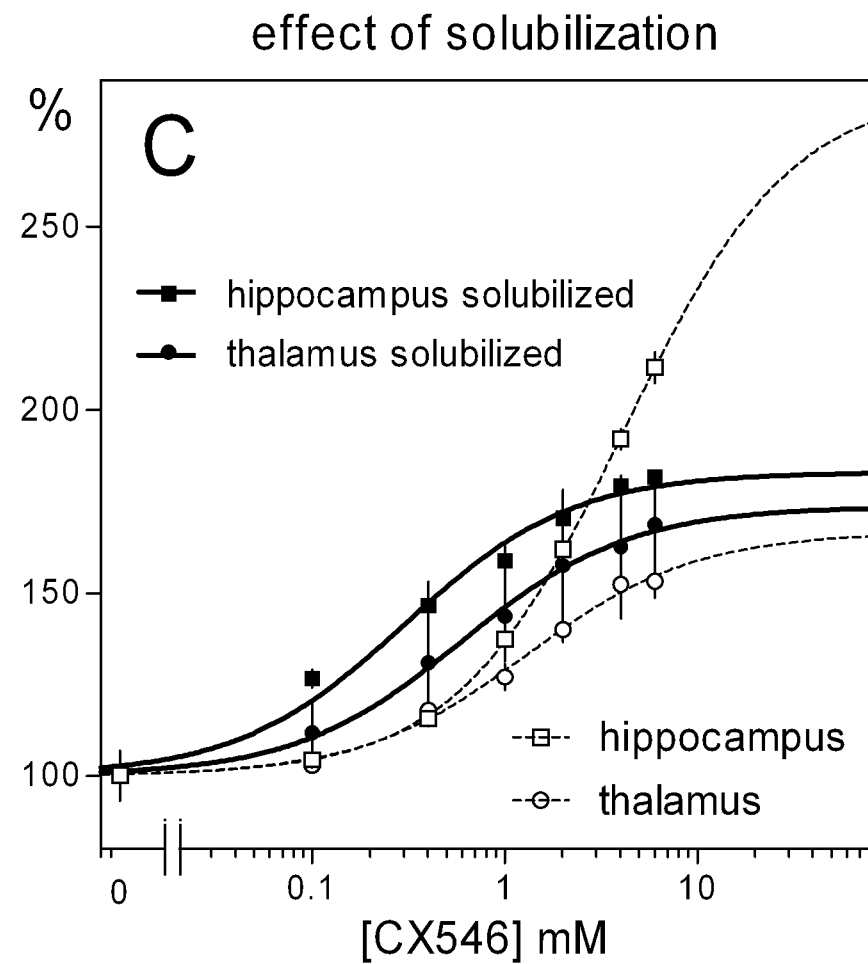 effect of solubilization
%
C
250
hippocampus solubilized
thalamus solubilized
200
150
hippocampus
100
thalamus
0 0.1 1 10
[CX546] mM